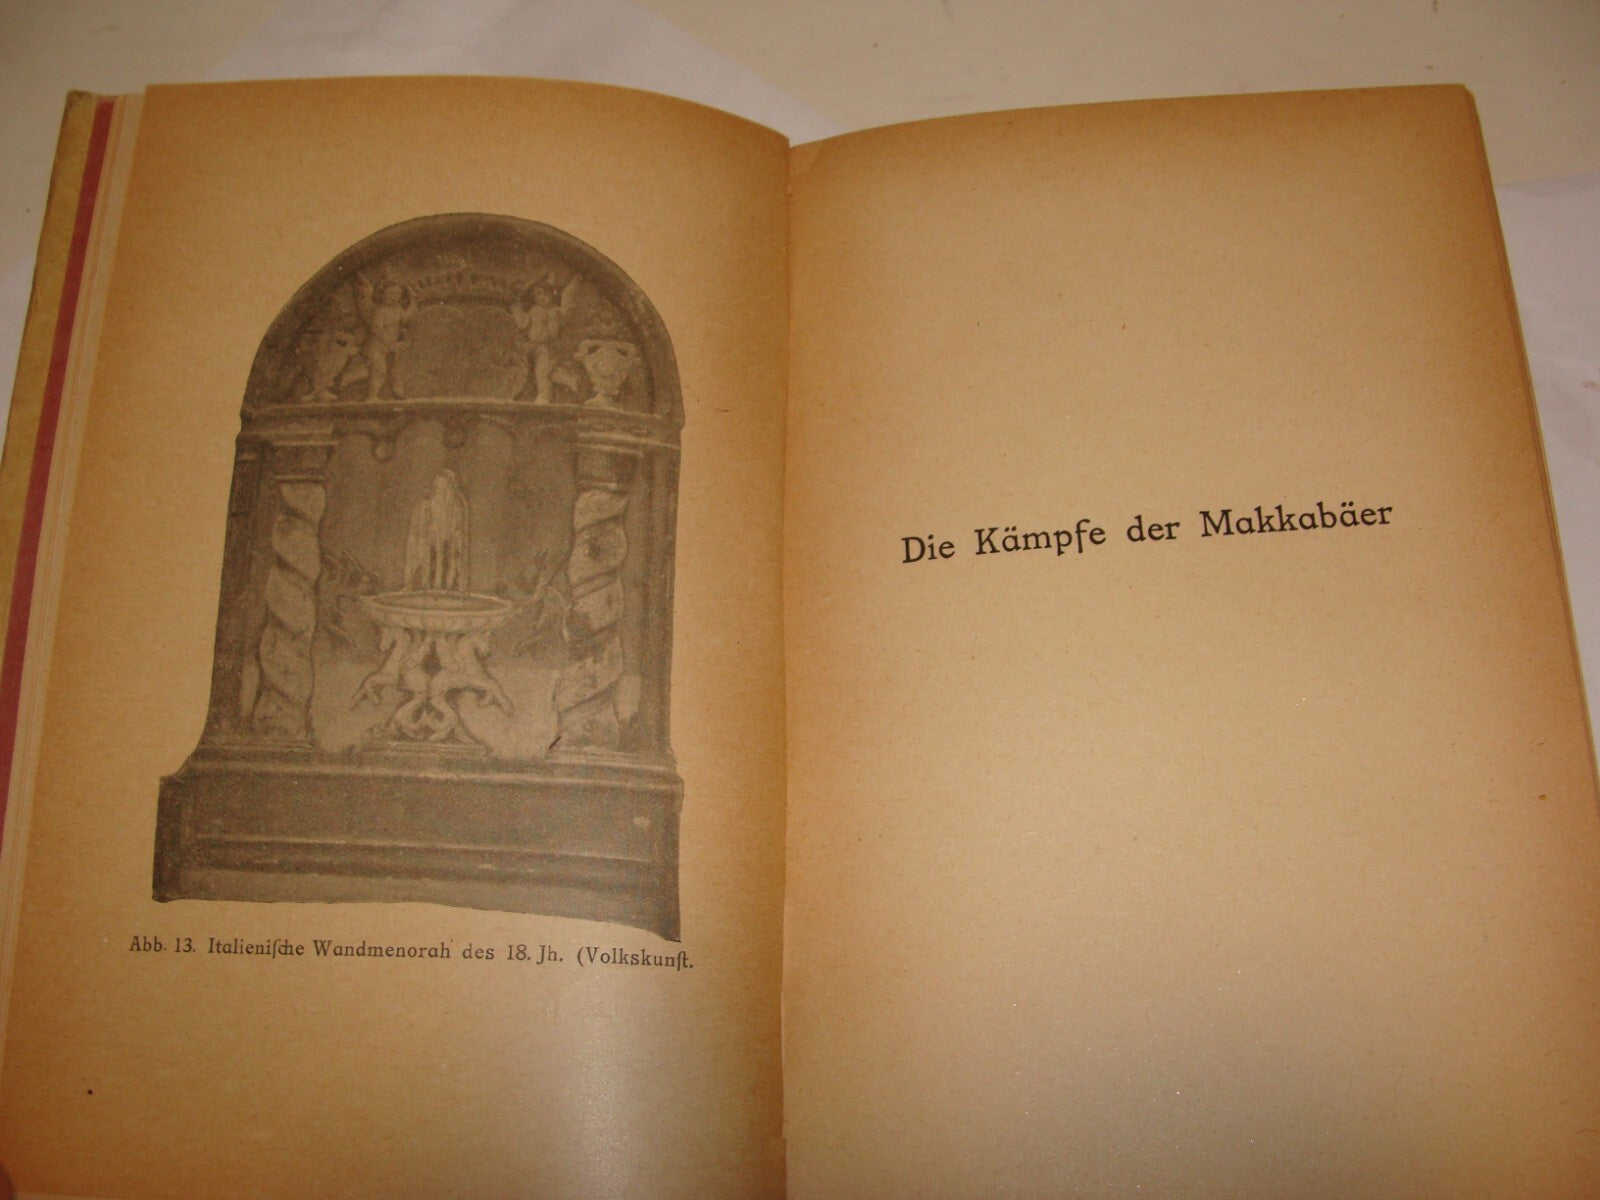 Abb. 13. Italieniſche Wandmenorah des 18. Jh. (Volkskunſt.
Die Kämpfe der Makkabäer